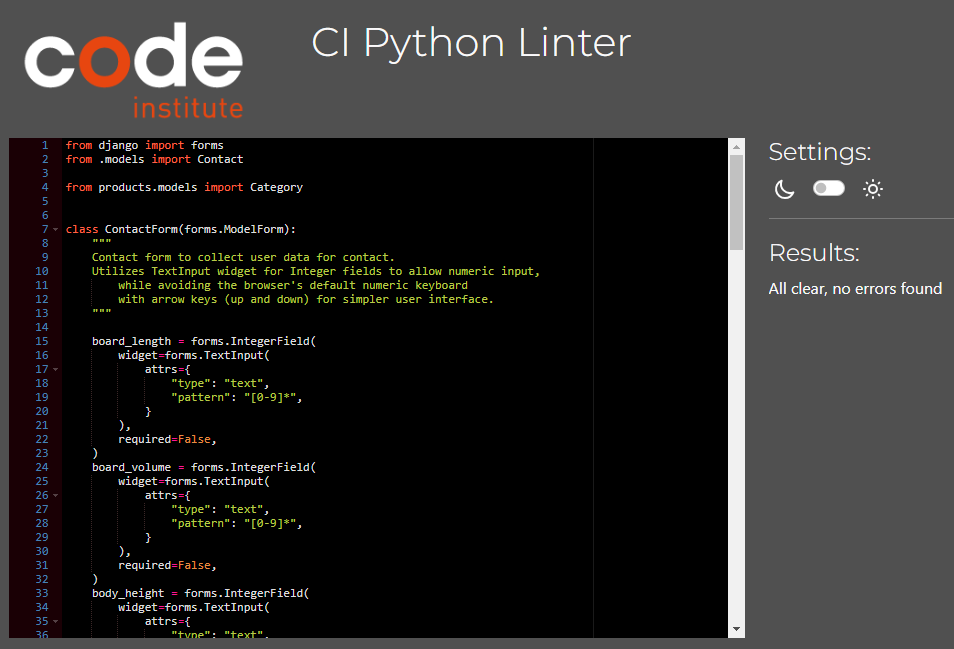 code
institute
CI Python Linter
1 from django import forms
2 from .models import Contact
3
4 from products.models import Category
5
6
7 class ContactForm(forms.ModelForm):
8     """
9     Contact form to collect user data for contact.
10     Utilizes TextInput widget for Integer fields to allow numeric input,
11         while avoiding the browser's default numeric keyboard
12         with arrow keys (up and down) for simpler user interface.
13     """
14
15     board_length = forms.IntegerField(
16         widget=forms.TextInput(
17             attrs={
18                 "type": "text",
19                 "pattern": "[0-9]*",
20             }
21         ),
22         required=False,
23     )
24     board_volume = forms.IntegerField(
25         widget=forms.TextInput(
26             attrs={
27                 "type": "text",
28                 "pattern": "[0-9]*",
29             }
30         ),
31         required=False,
32     )
33     body_height = forms.IntegerField(
34         widget=forms.TextInput(
35             attrs={
36                 "type": "text",
Settings:
Results:
All clear, no errors found